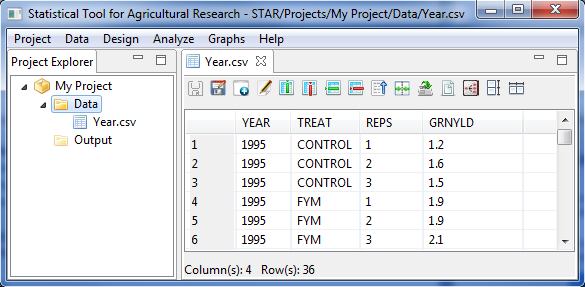 Statistical Tool for Agricultural Research - STAR/Projects/My Project/Data/Year.csv
Project Data Design Analyze Graphs Help
Project Explorer
My Project
Data
Year.csv
Output
Year.csv
YEAR TREAT REPS GRNYLD
1 1995 CONTROL 1 1.2
2 1995 CONTROL 2 1.6
3 1995 CONTROL 3 1.5
4 1995 FYM 1 1.9
5 1995 FYM 2 1.9
6 1995 FYM 3 2.1
Column(s): 4 Row(s): 36